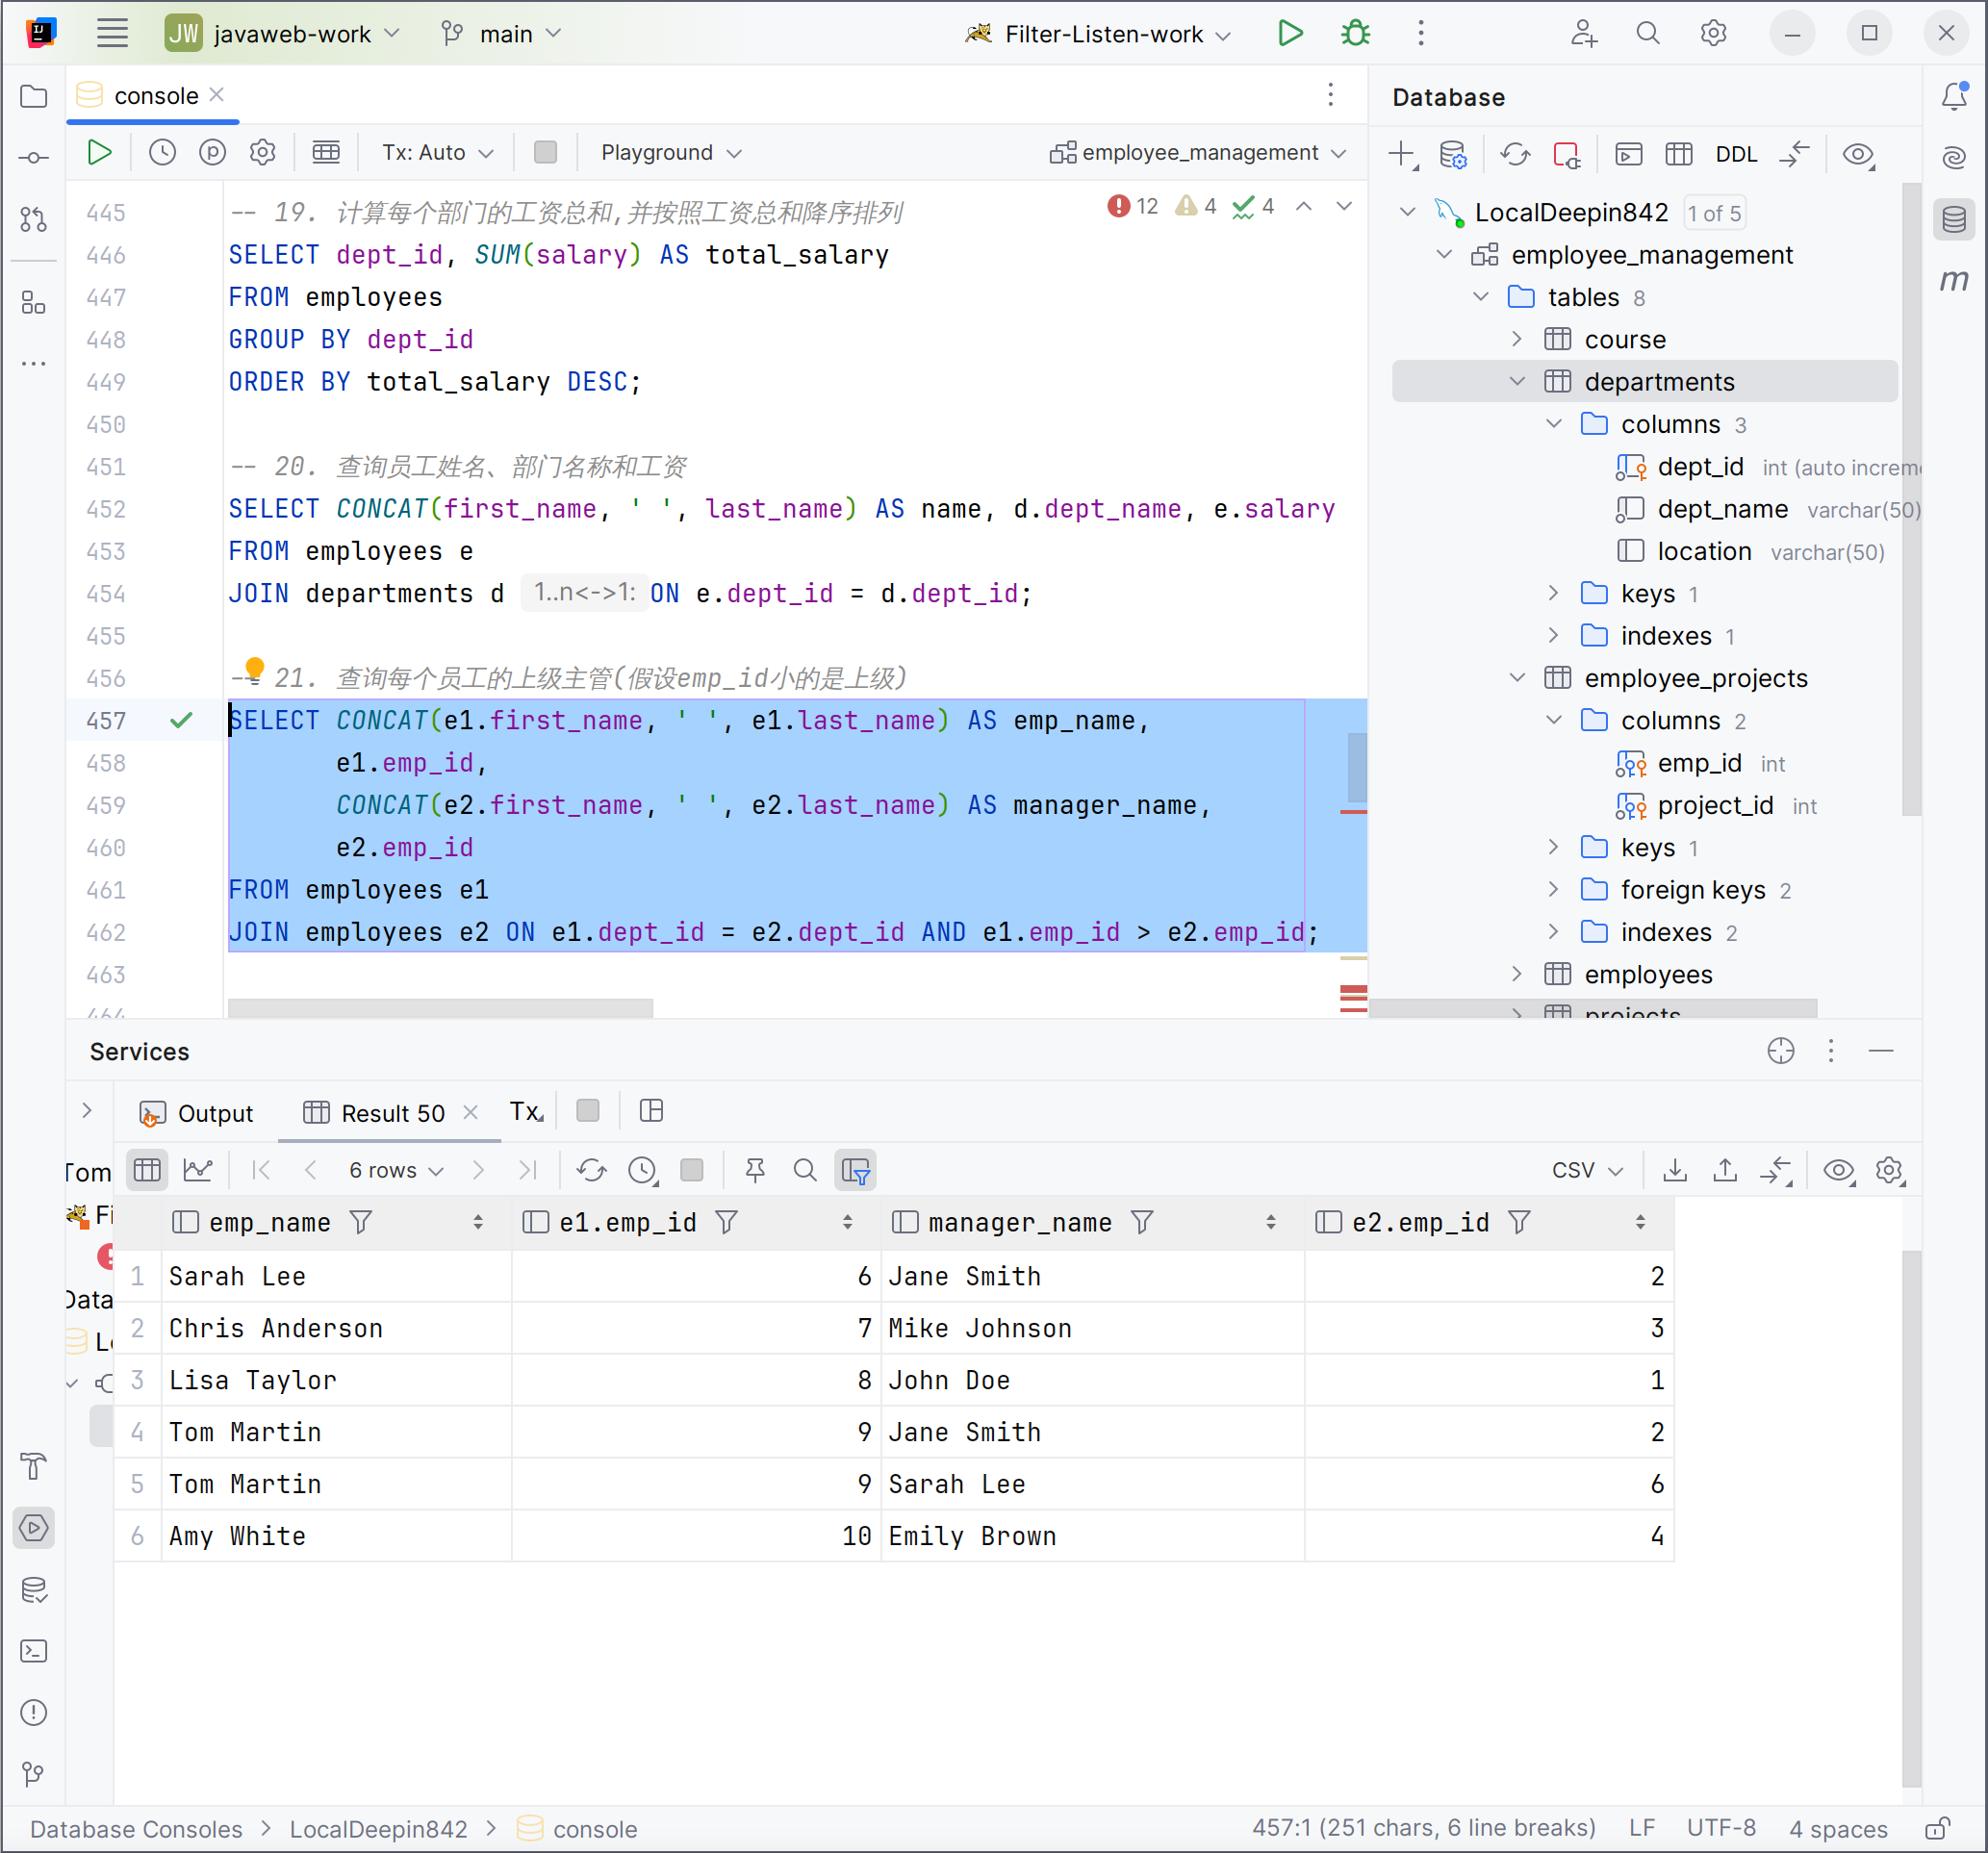 JW javaweb-work main Filter-Listen-work
console Database
Tx: Auto Playground employee_management DDL
445 -- 19. 计算每个部门的工资总和,并按照工资总和降序排列 12 4 4
446 SELECT dept_id, SUM(salary) AS total_salary
447 FROM employees
448 GROUP BY dept_id
449 ORDER BY total_salary DESC;
450
451 -- 20. 查询员工姓名、部门名称和工资
452 SELECT CONCAT(first_name, ' ', last_name) AS name, d.dept_name, e.salary
453 FROM employees e
454 JOIN departments d 1..n<->1: ON e.dept_id = d.dept_id;
455
456 -- 21. 查询每个员工的上级主管(假设emp_id小的是上级)
457 SELECT CONCAT(e1.first_name, ' ', e1.last_name) AS emp_name,
458 e1.emp_id,
459 CONCAT(e2.first_name, ' ', e2.last_name) AS manager_name,
460 e2.emp_id
461 FROM employees e1
462 JOIN employees e2 ON e1.dept_id = e2.dept_id AND e1.emp_id > e2.emp_id;
463
464
LocalDeepin842 1 of 5
employee_management
tables 8
course
departments
columns 3
dept_id int (auto increme
dept_name varchar(50)
location varchar(50)
keys 1
indexes 1
employee_projects
columns 2
emp_id int
project_id int
keys 1
foreign keys 2
indexes 2
employees
projects
m
Services
Output Result 50 Tx
Tom
Fi
Data
Lo
6 rows CSV
emp_name e1.emp_id manager_name e2.emp_id
1 Sarah Lee 6 Jane Smith 2
2 Chris Anderson 7 Mike Johnson 3
3 Lisa Taylor 8 John Doe 1
4 Tom Martin 9 Jane Smith 2
5 Tom Martin 9 Sarah Lee 6
6 Amy White 10 Emily Brown 4
Database Consoles > LocalDeepin842 > console 457:1 (251 chars, 6 line breaks) LF UTF-8 4 spaces